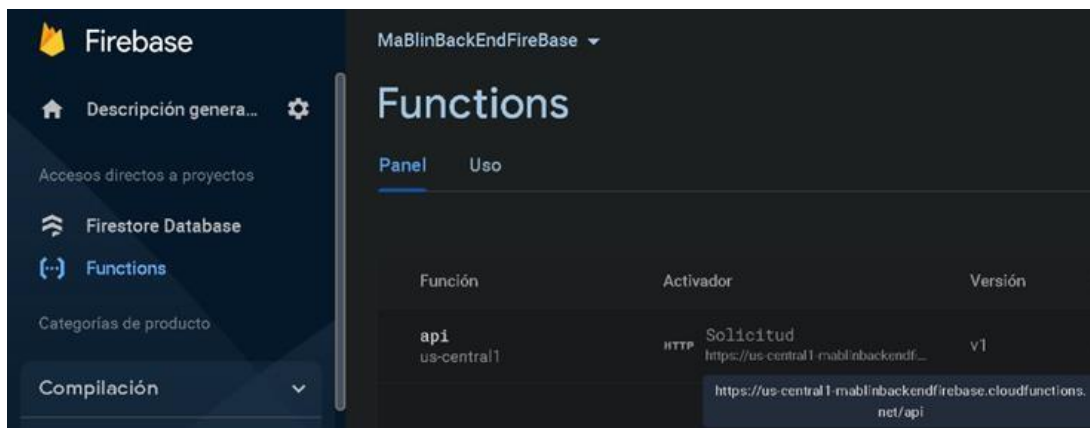 Firebase
MaBlinBackEndFireBase
Descripción genera...
Functions
Panel Uso
Accesos directos a proyectos
Firestore Database
Functions
Categorías de producto
Compilación
Función Activador Versión
api
us-central1
HTTP Solicitud
https://us-central1-mablinbackendf...
v1
https://us-central1-mablinbackendfirebase.cloudfunctions.
net/api